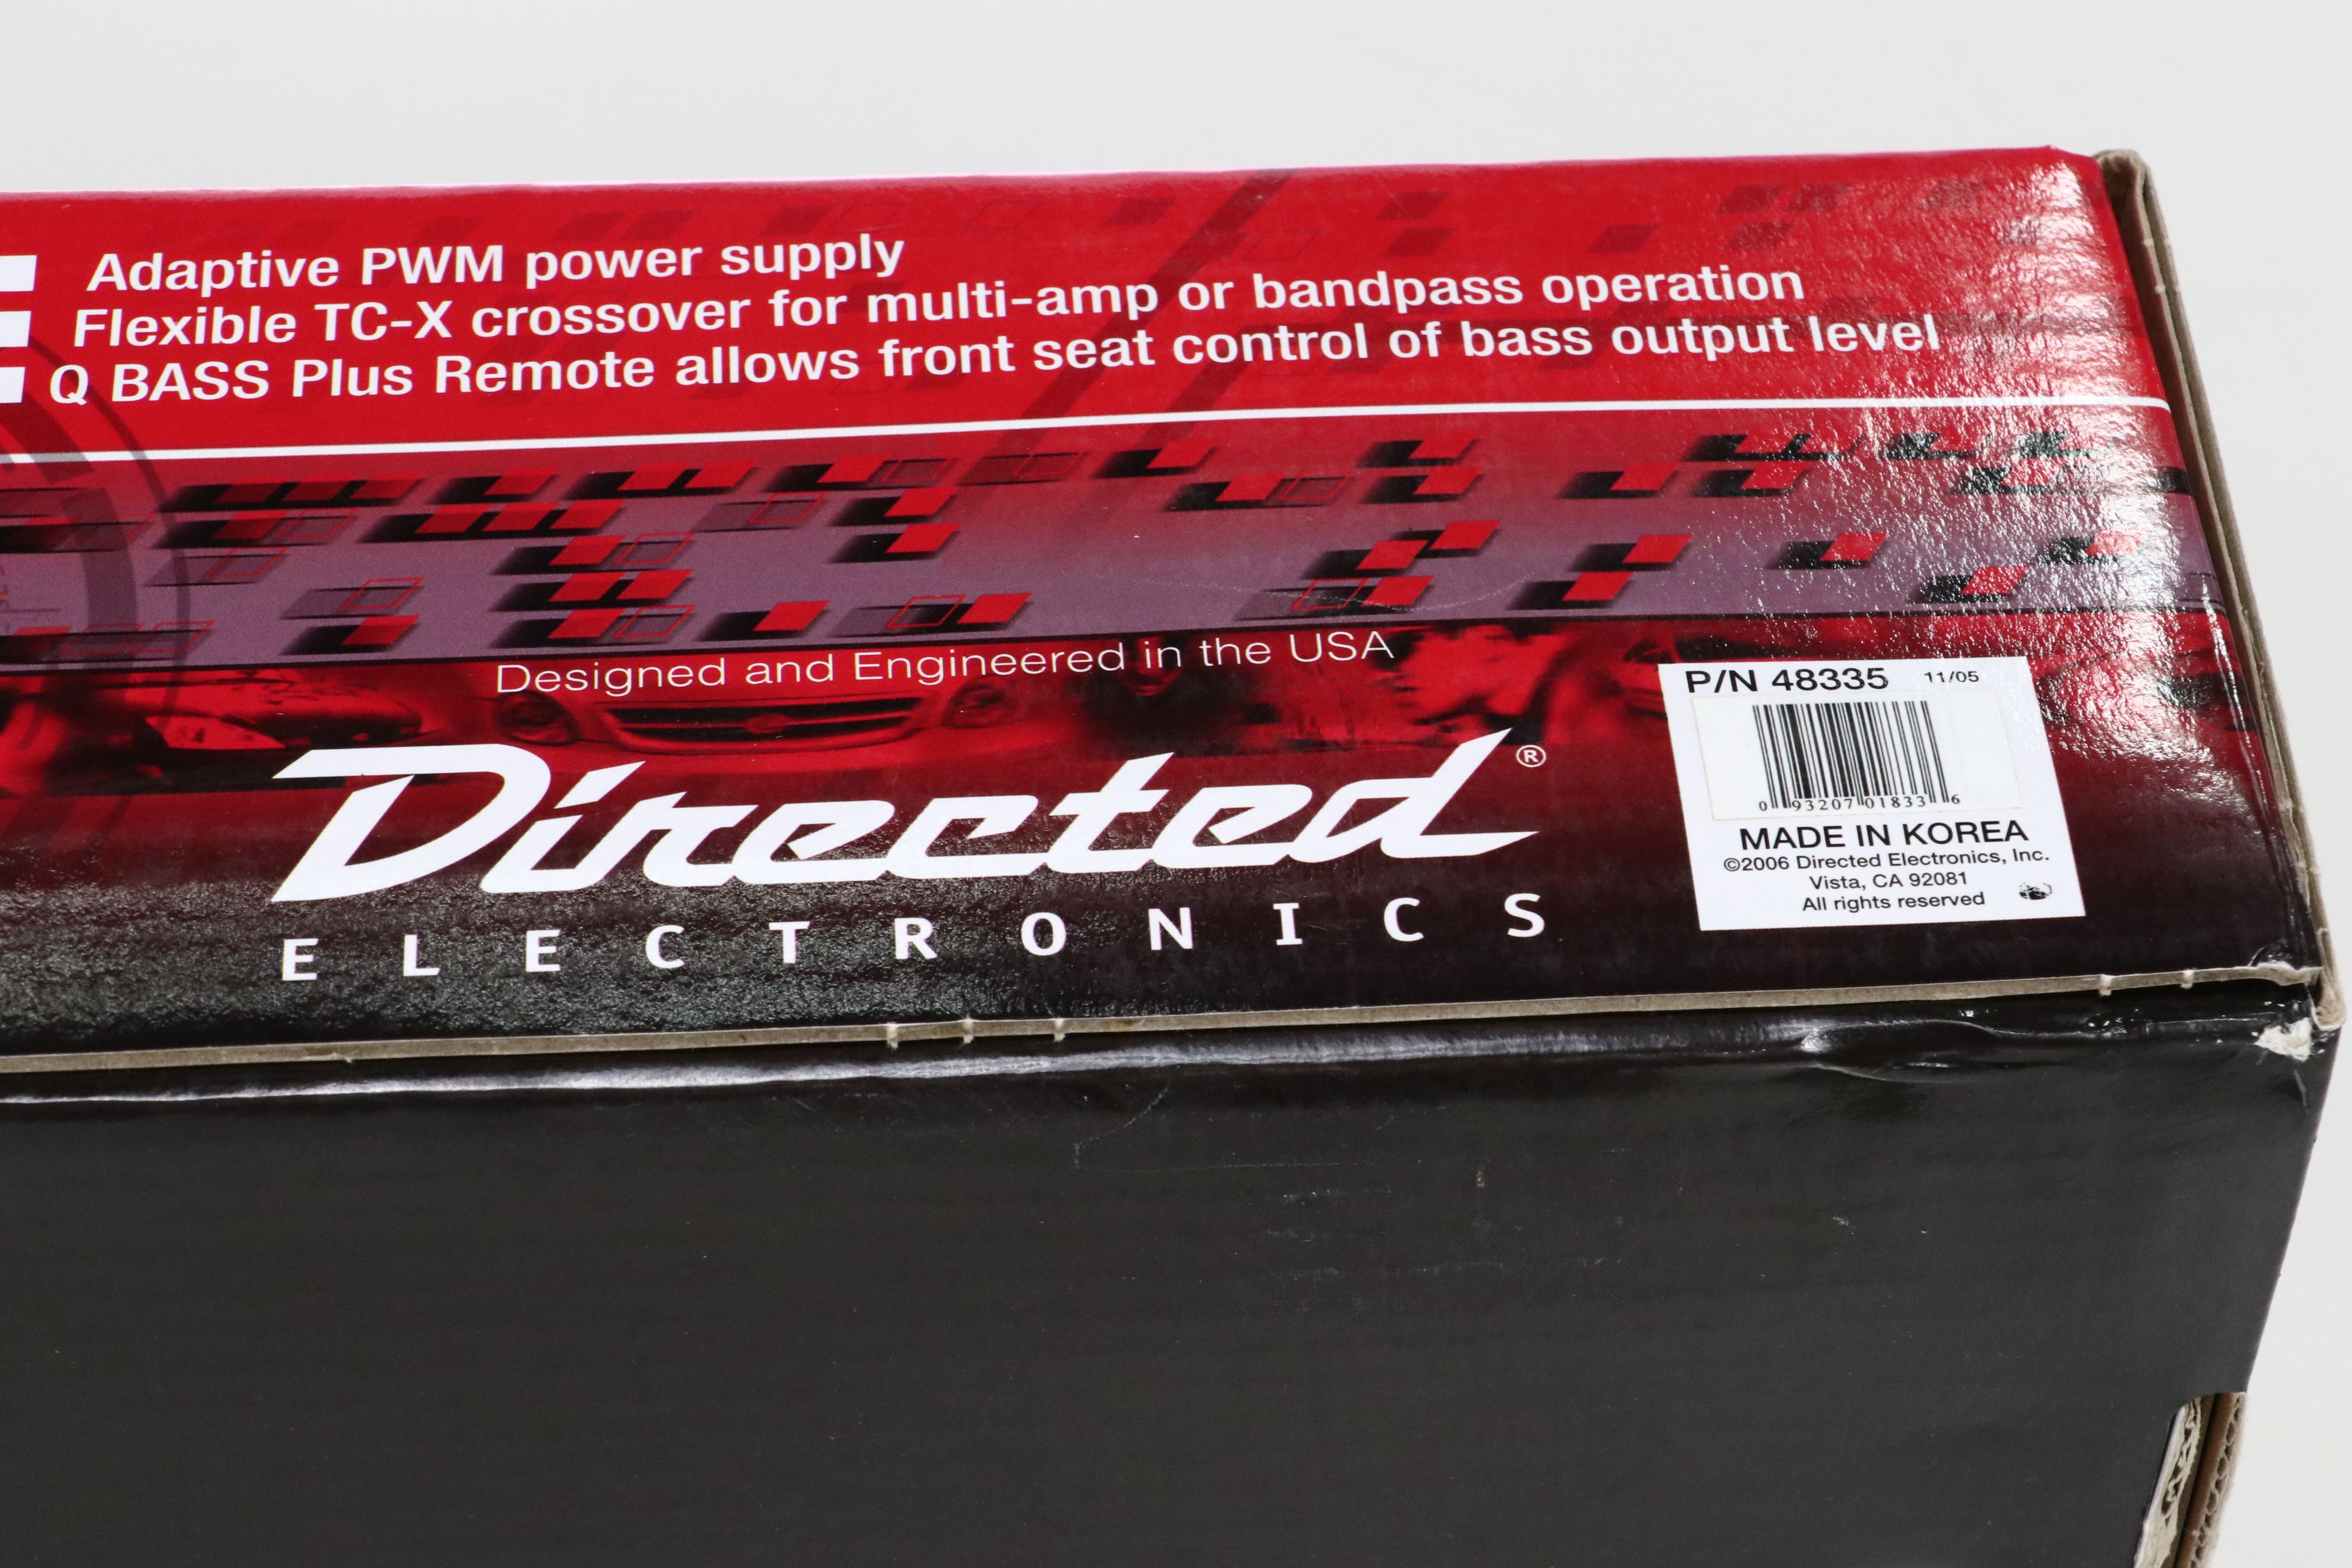 Adaptive PWM power supply
Flexible TC-X crossover for multi-amp or bandpass operation
Q BASS Plus Remote allows front seat control of bass output level
Designed and Engineered in the USA
Directed®
ELECTRONICS
P/N 48335 11/05
0 93207 01833 6
MADE IN KOREA
©2006 Directed Electronics, Inc.
Vista, CA 92081
All rights reserved